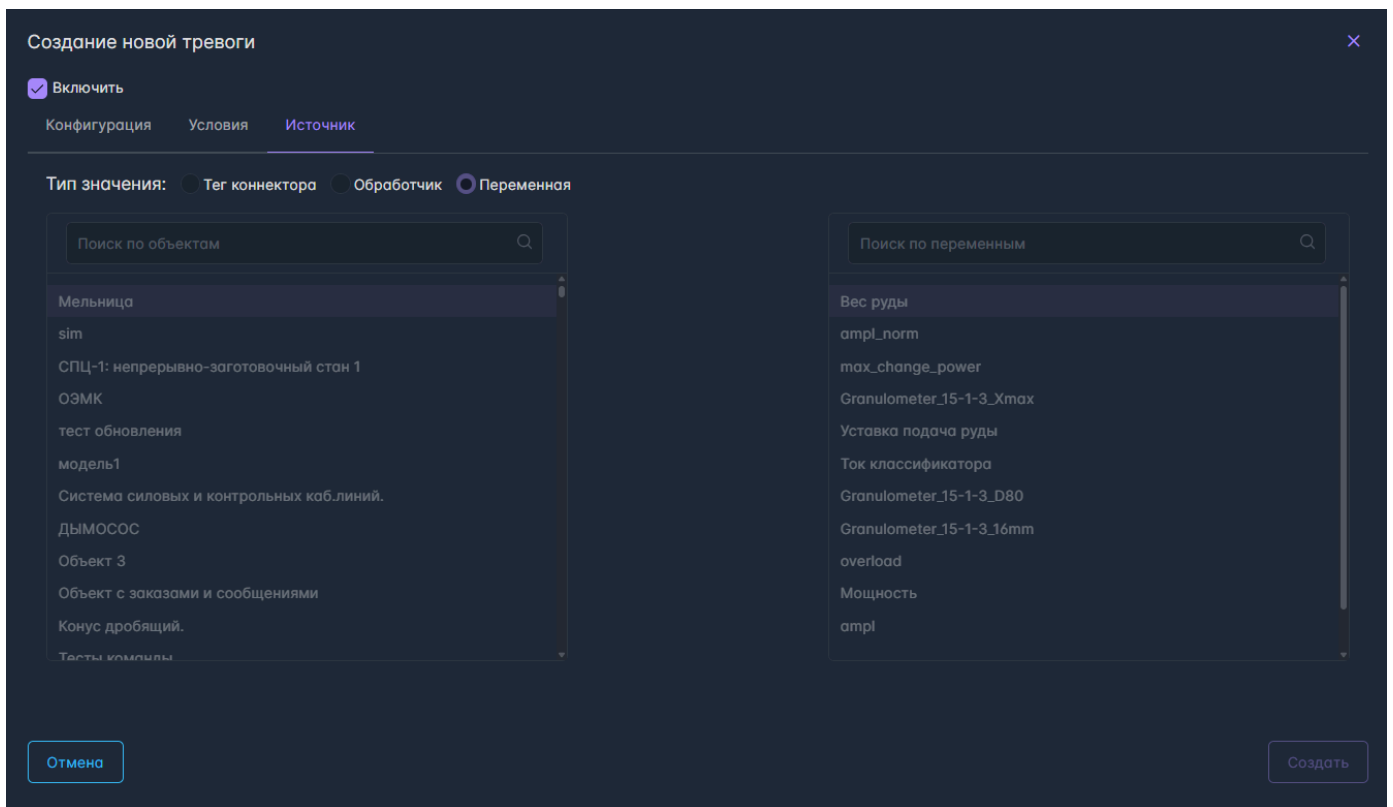 Создание новой тревоги
Включить
Конфигурация Условия Источник
Тип значения: Тег коннектора Обработчик Переменная
Поиск по объектам
Мельница
sim
СПЦ-1: непрерывно-заготовочный стан 1
ОЭМК
тест обновления
модель1
Система силовых и контрольных каб.линий.
ДЫМОСОС
Объект 3
Объект с заказами и сообщениями
Конус дробящий.
Тесты команды
Поиск по переменным
Вес руды
ampl_norm
max_change_power
Granulometer_15-1-3_Xmax
Уставка подача руды
Ток классификатора
Granulometer_15-1-3_D80
Granulometer_15-1-3_16mm
overload
Мощность
ampl
Отмена
Создать